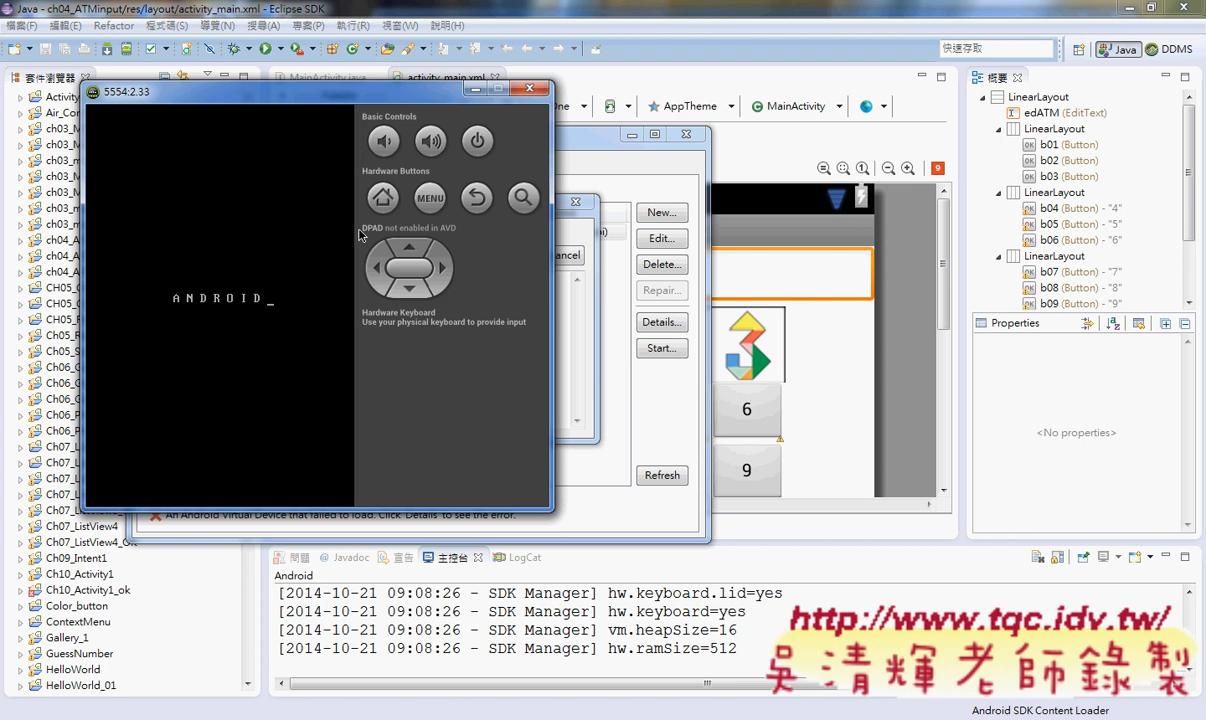 Java - ch04_ATMinput/res/layout/activity_main.xml - Eclipse SDK
檔案(F) 編輯(E) Refactor 程式碼(S) 導覽(N) 搜尋(A) 專案(P) 執行(R) 視窗(W) 說明(H)
快速存取
Java DDMS
套件瀏覽器
MainActivity.java activity_main.xml
概要
5554:2.33
Basic Controls
Hardware Buttons
MENU
DPAD not enabled in AVD
Hardware Keyboard
Use your physical keyboard to provide input
ANDROID_
AppTheme MainActivity
9
New...
Edit...
Delete...
Repair...
Details...
Start...
Refresh
ancel
An Android Virtual Device that failed to load. Click 'Details' to see the error.
6
9
Activity
Air_Cor
ch03_M
ch03_M
ch03_M
ch03_m
ch03_m
ch04_A
ch04_A
ch04_A
CH05_C
CH05_C
CH05_R
Ch05_R
Ch05_S
Ch06_G
Ch06_G
Ch06_G
Ch06_P
Ch06_P
Ch07_L
Ch07_L
Ch07_L
Ch07_L
Ch07_ListView4
Ch07_ListView4_Ok
Ch09_Intent1
Ch10_Activity1
Ch10_Activity1_ok
Color_button
ContextMenu
Gallery_1
GuessNumber
HelloWorld
HelloWorld_01
LinearLayout
edATM (EditText)
LinearLayout
b01 (Button)
b02 (Button)
b03 (Button)
LinearLayout
b04 (Button) - "4"
b05 (Button) - "5"
b06 (Button) - "6"
LinearLayout
b07 (Button) - "7"
b08 (Button) - "8"
b09 (Button) - "9"
Properties
<No properties>
問題 Javadoc 宣告 主控台 LogCat
Android
[2014-10-21 09:08:26 - SDK Manager] hw.keyboard.lid=yes
[2014-10-21 09:08:26 - SDK Manager] hw.keyboard=yes
[2014-10-21 09:08:26 - SDK Manager] vm.heapSize=16
[2014-10-21 09:08:26 - SDK Manager] hw.ramSize=512
http://www.tqc.idv.tw/
吳清輝老師錄製
Android SDK Content Loader